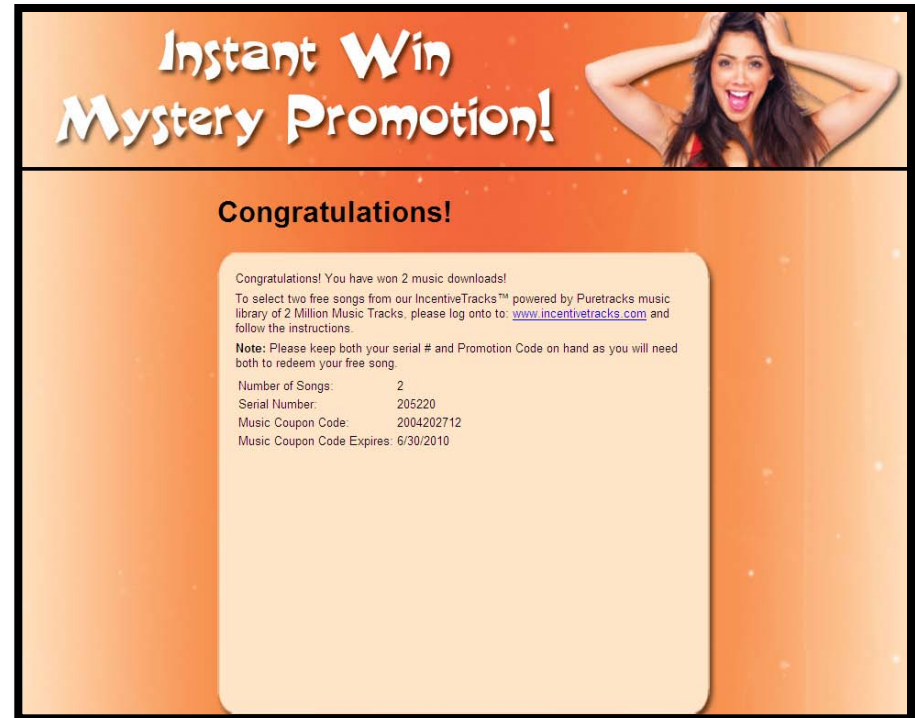 Instant Win
Mystery Promotion!
Congratulations!
Congratulations! You have won 2 music downloads!
To select two free songs from our IncentiveTracks™ powered by Puretracks music
library of 2 Million Music Tracks, please log onto to: www.incentivetracks.com and
follow the instructions.
Note: Please keep both your serial # and Promotion Code on hand as you will need
both to redeem your free song.
Number of Songs: 2
Serial Number: 205220
Music Coupon Code: 2004202712
Music Coupon Code Expires: 6/30/2010